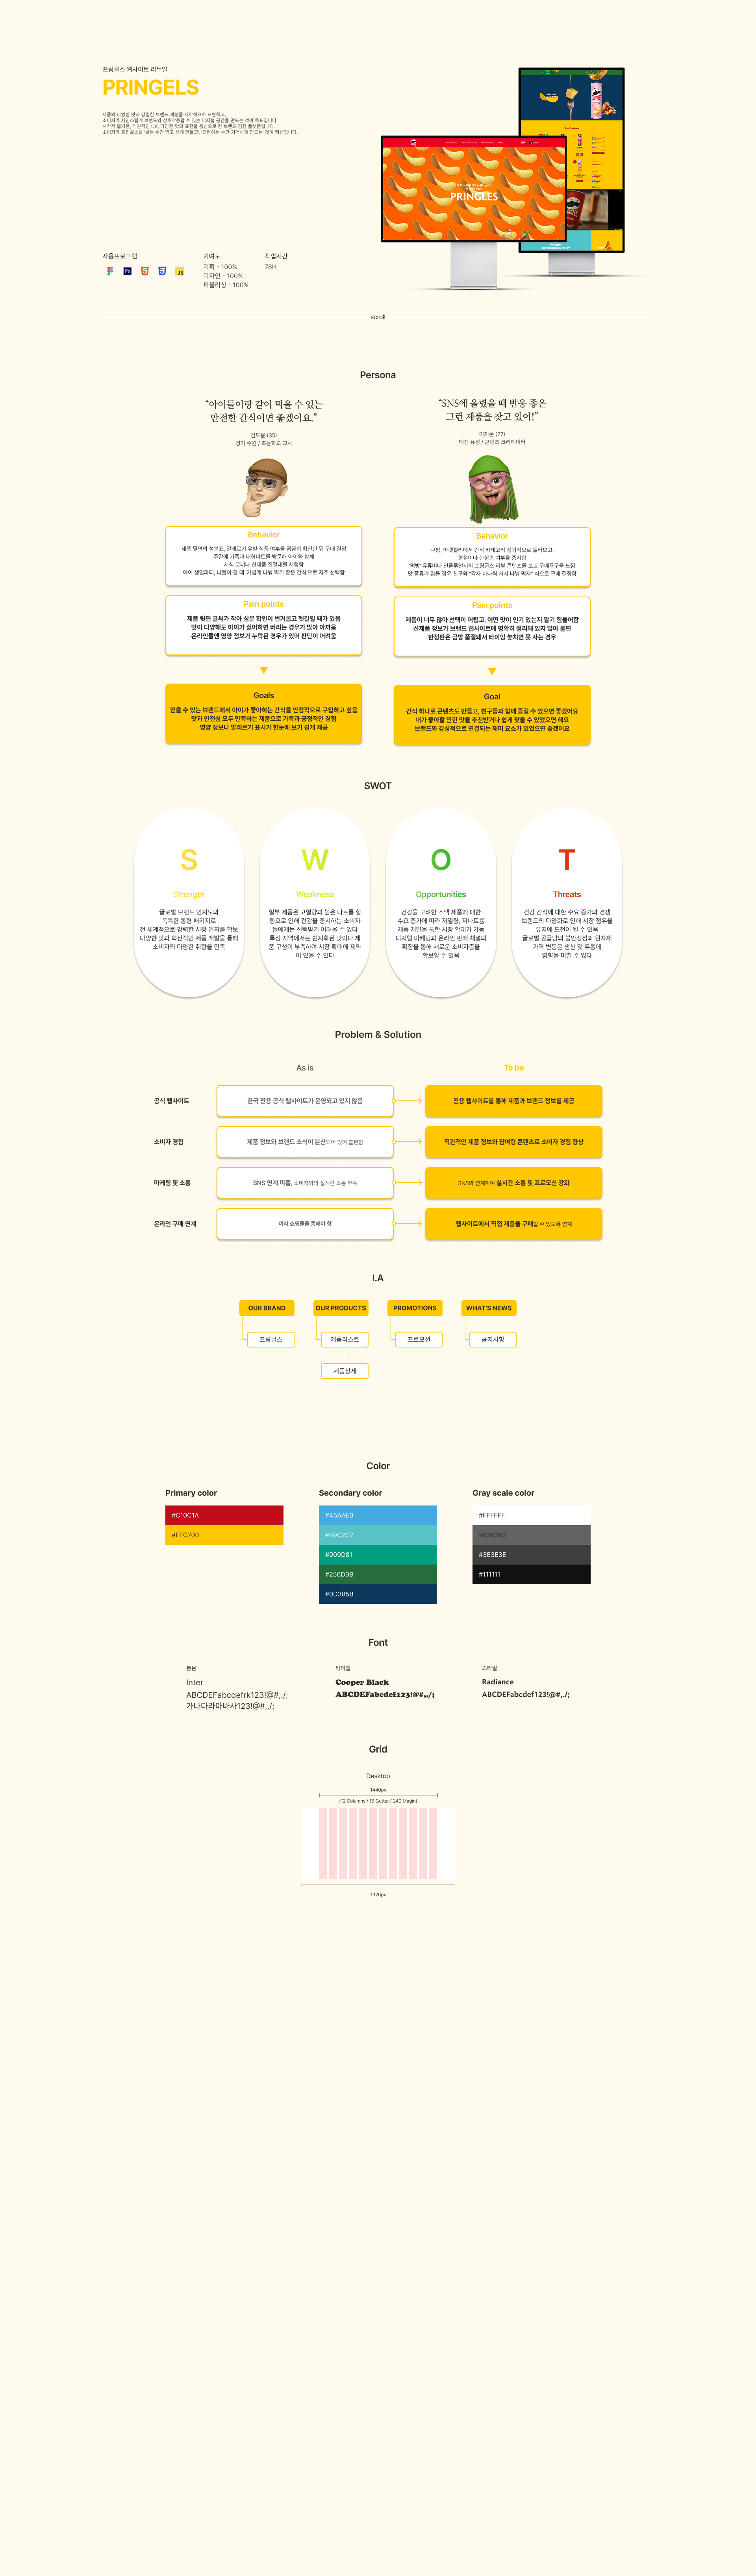 프링글스 웹사이트 리뉴얼
PRINGELS
제품의 다양한 맛과 강렬한 브랜드 개성을 시각적으로 표현하고,
소비자가 자연스럽게 브랜드와 상호작용할 수 있는 디지털 공간을 만드는 것이 목표입니다.
시각적 즐거움, 직관적인 UX, 다양한 맛의 표현을 중심으로 한 브랜드 경험 플랫폼입니다.
소비자가 프링글스를 '보는 순간 먹고 싶게 만들고', '경험하는 순간 기억하게 만드는' 것이 핵심입니다.
사용프로그램
Ps
JS
기여도
기획 - 100%
디자인 - 100%
퍼블리싱 - 100%
작업시간
78H
PRINGLES
scroll
Persona
“아이들이랑 같이 먹을 수 있는
안전한 간식이면 좋겠어요.”
김도윤 (35)
경기 수원 / 초등학교 교사
Behavior
제품 뒷면의 성분표, 알레르기 유발 식품 여부를 꼼꼼히 확인한 뒤 구매 결정
주말에 가족과 대형마트를 방문해 아이와 함께
시식 코너나 신제품 진열대를 체험함
아이 생일파티, 나들이 갈 때 '가볍게 나눠 먹기 좋은 간식'으로 자주 선택함
Pain points
제품 뒷면 글씨가 작아 성분 확인이 번거롭고 헷갈릴 때가 있음
맛이 다양해도 아이가 싫어하면 버리는 경우가 많아 아까움
온라인몰엔 영양 정보가 누락된 경우가 있어 판단이 어려움
Goals
믿을 수 있는 브랜드에서 아이가 좋아하는 간식을 안정적으로 구입하고 싶음
맛과 안전성 모두 만족하는 제품으로 가족과 긍정적인 경험
영양 정보나 알레르기 표시가 한눈에 보기 쉽게 제공
“SNS에 올렸을 때 반응 좋은
그런 제품을 찾고 있어!”
이지은 (27)
대전 유성 / 콘텐츠 크리에이터
Behavior
쿠팡, 마켓컬리에서 간식 카테고리 정기적으로 둘러보고,
평점이나 한정판 여부를 중시함
'먹방' 유튜버나 인플루언서의 프링글스 리뷰 콘텐츠를 보고 구매욕구를 느낌
맛 종류가 많을 경우 친구와 “각자 하나씩 사서 나눠 먹자” 식으로 구매 결정함
Pain points
제품이 너무 많아 선택이 어렵고, 어떤 맛이 인기 있는지 알기 힘들어함
신제품 정보가 브랜드 웹사이트에 명확히 정리돼 있지 않아 불편
한정판은 금방 품절돼서 타이밍 놓치면 못 사는 경우
Goal
간식 하나로 콘텐츠도 만들고, 친구들과 함께 즐길 수 있으면 좋겠어요
내가 좋아할 만한 맛을 추천받거나 쉽게 찾을 수 있었으면 해요
브랜드와 감성적으로 연결되는 재미 요소가 있었으면 좋겠어요
SWOT
S
Strength
글로벌 브랜드 인지도와
독특한 통형 패키지로
전 세계적으로 강력한 시장 입지를 확보
다양한 맛과 혁신적인 제품 개발을 통해
소비자의 다양한 취향을 만족
W
Weakness
일부 제품은 고열량과 높은 나트륨 함
량으로 인해 건강을 중시하는 소비자
들에게는 선택받기 어려울 수 있다
특정 지역에서는 현지화된 맛이나 제
품 구성이 부족하여 시장 확대에 제약
이 있을 수 있다
O
Opportunities
건강을 고려한 스낵 제품에 대한
수요 증가에 따라 저열량, 저나트륨
제품 개발을 통한 시장 확대가 가능
디지털 마케팅과 온라인 판매 채널의
확장을 통해 새로운 소비자층을
확보할 수 있음
T
Threats
건강 간식에 대한 수요 증가와 경쟁
브랜드의 다양화로 인해 시장 점유율
유지에 도전이 될 수 있음
글로벌 공급망의 불안정성과 원자재
가격 변동은 생산 및 유통에
영향을 미칠 수 있다
Problem & Solution
As is
To be
공식 웹사이트
한국 전용 공식 웹사이트가 운영되고 있지 않음
전용 웹사이트를 통해 제품과 브랜드 정보를 제공
소비자 경험
제품 정보와 브랜드 소식이 분산되어 있어 불편함
직관적인 제품 정보와 참여형 콘텐츠로 소비자 경험 향상
마케팅 및 소통
SNS 연계 미흡, 소비자와의 실시간 소통 부족
SNS와 연계하여 실시간 소통 및 프로모션 강화
온라인 구매 연계
여러 쇼핑몰을 통해야 함
웹사이트에서 직접 제품을 구매할 수 있도록 연계
I.A
OUR BRAND
OUR PRODUCTS
PROMOTIONS
WHAT'S NEWS
프링글스
제품리스트
프로모션
공지사항
제품상세
Color
Primary color
#C10C1A
#FFC700
Secondary color
#45AAE0
#59C2C7
#009D81
#256D3B
#0D385B
Gray scale color
#FFFFFF
#636363
#3E3E3E
#111111
Font
본문
Inter
ABCDEFabcdefrk123!@#,./;
가나다라마바사123!@#,./;
타이틀
Cooper Black
ABCDEFabcdef123!@#,./;
스타일
Radiance
ABCDEFabcdef123!@#,./;
Grid
Desktop
1440px
(12 Columns / 16 Gutter / 240 Magin)
1920px